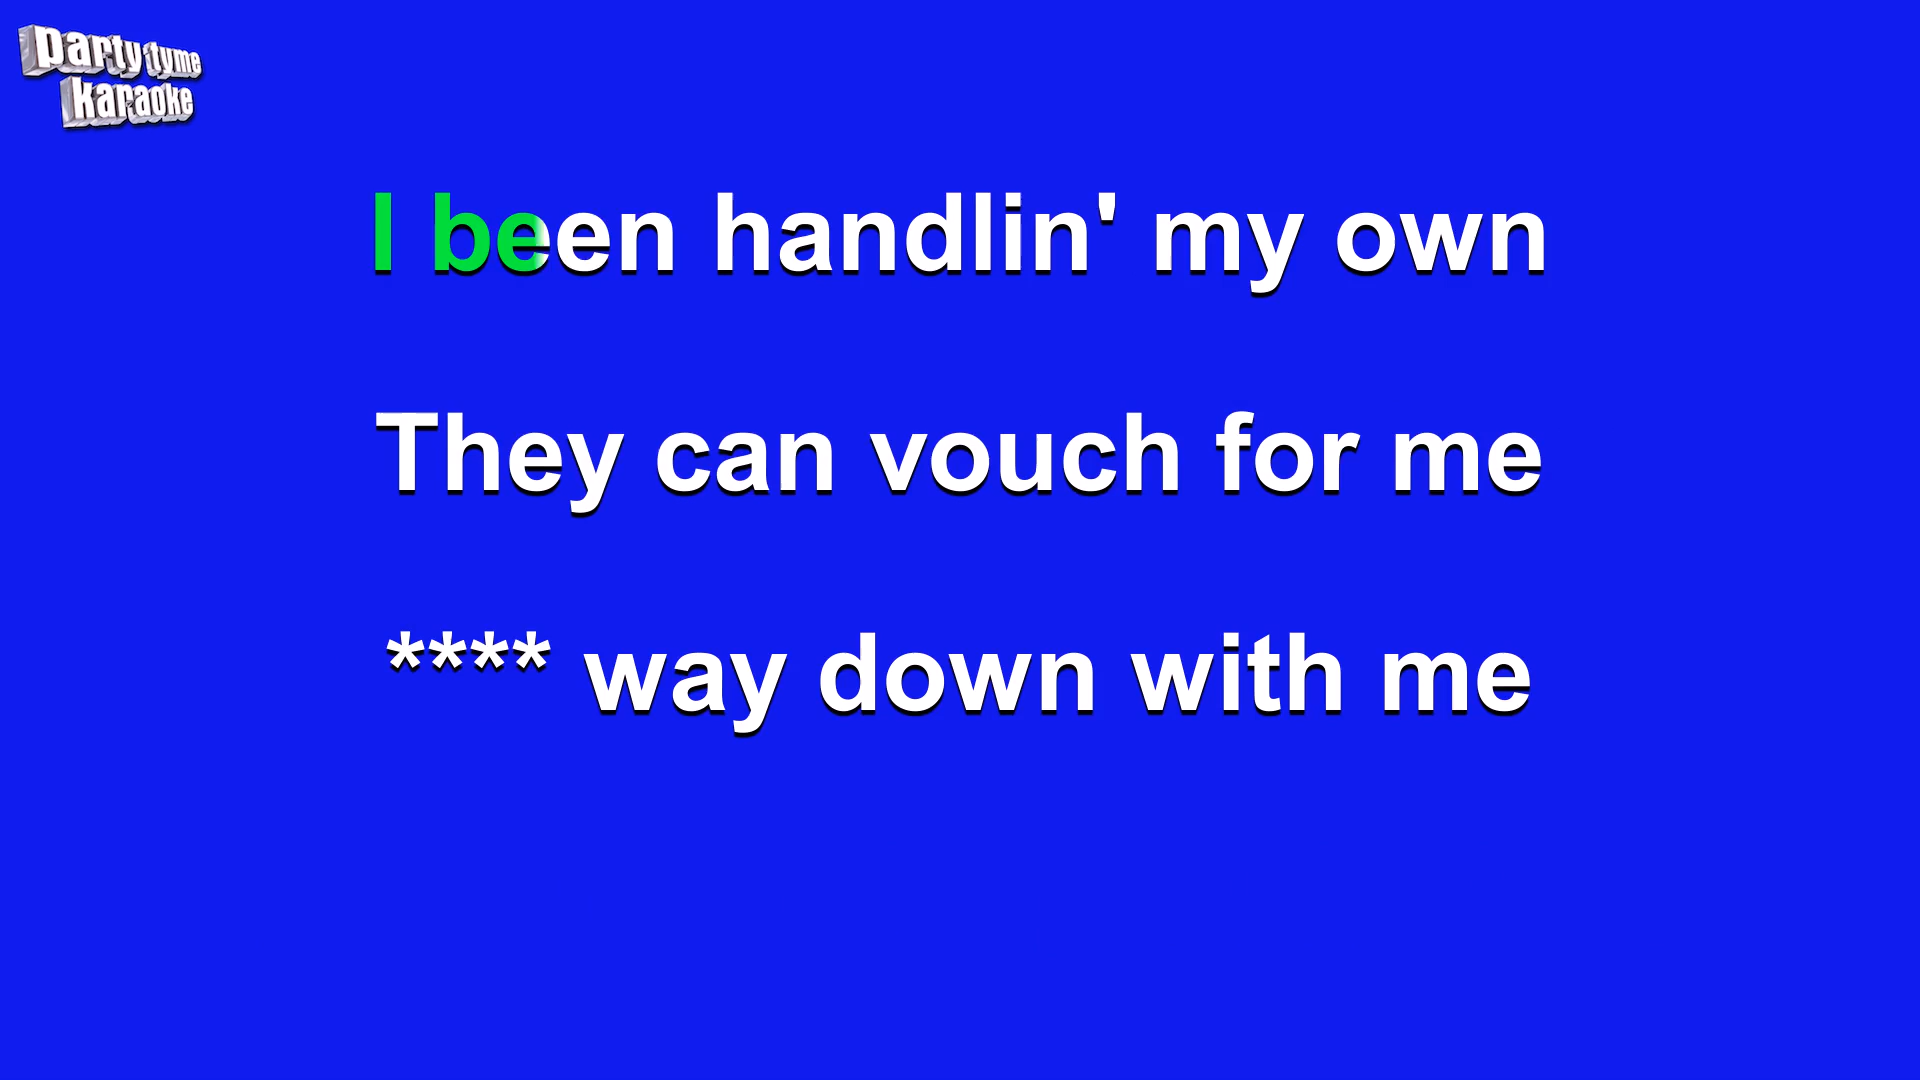 party tyme
karaoke
I been handlin' my own
They can vouch for me
**** way down with me